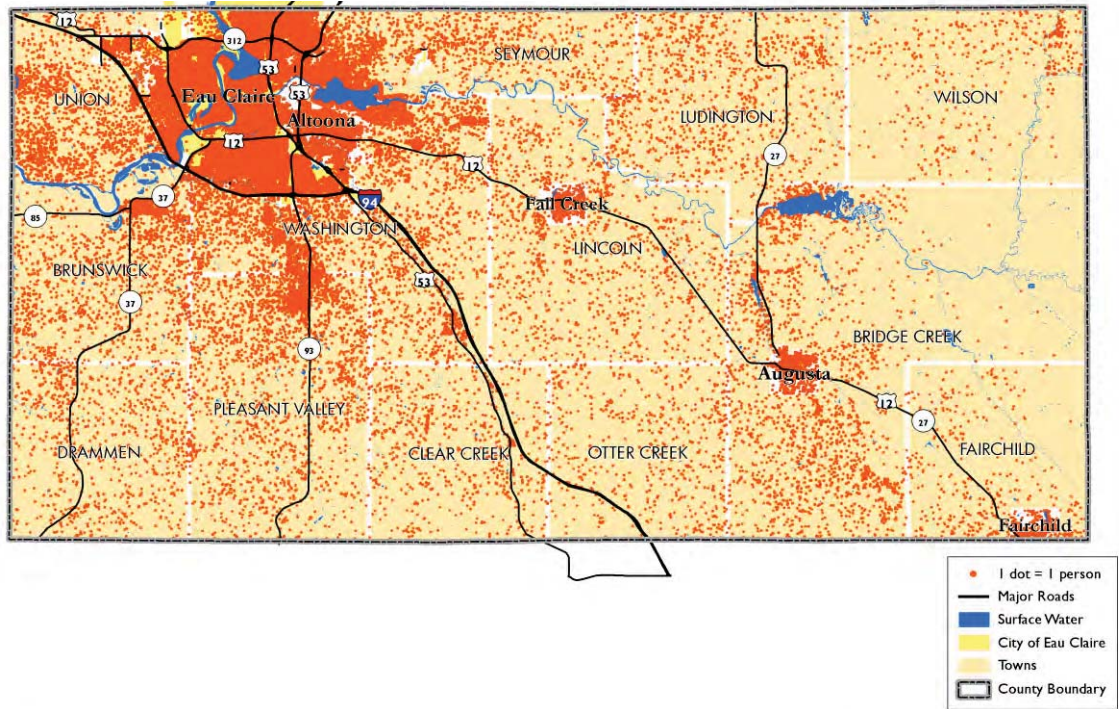 12
312
SEYMOUR
53
53
UNION
Eau Claire
WILSON
LUDINGTON
Altoona
12
12
27
37
94
Fall Creek
85
WASHINGTON
LINCOLN
BRUNSWICK
53
37
BRIDGE CREEK
93
Augusta
12
PLEASANT VALLEY
27
DRAMMEN
CLEAR CREEK
OTTER CREEK
FAIRCHILD
Fairchild
1 dot = 1 person
Major Roads
Surface Water
City of Eau Claire
Towns
County Boundary